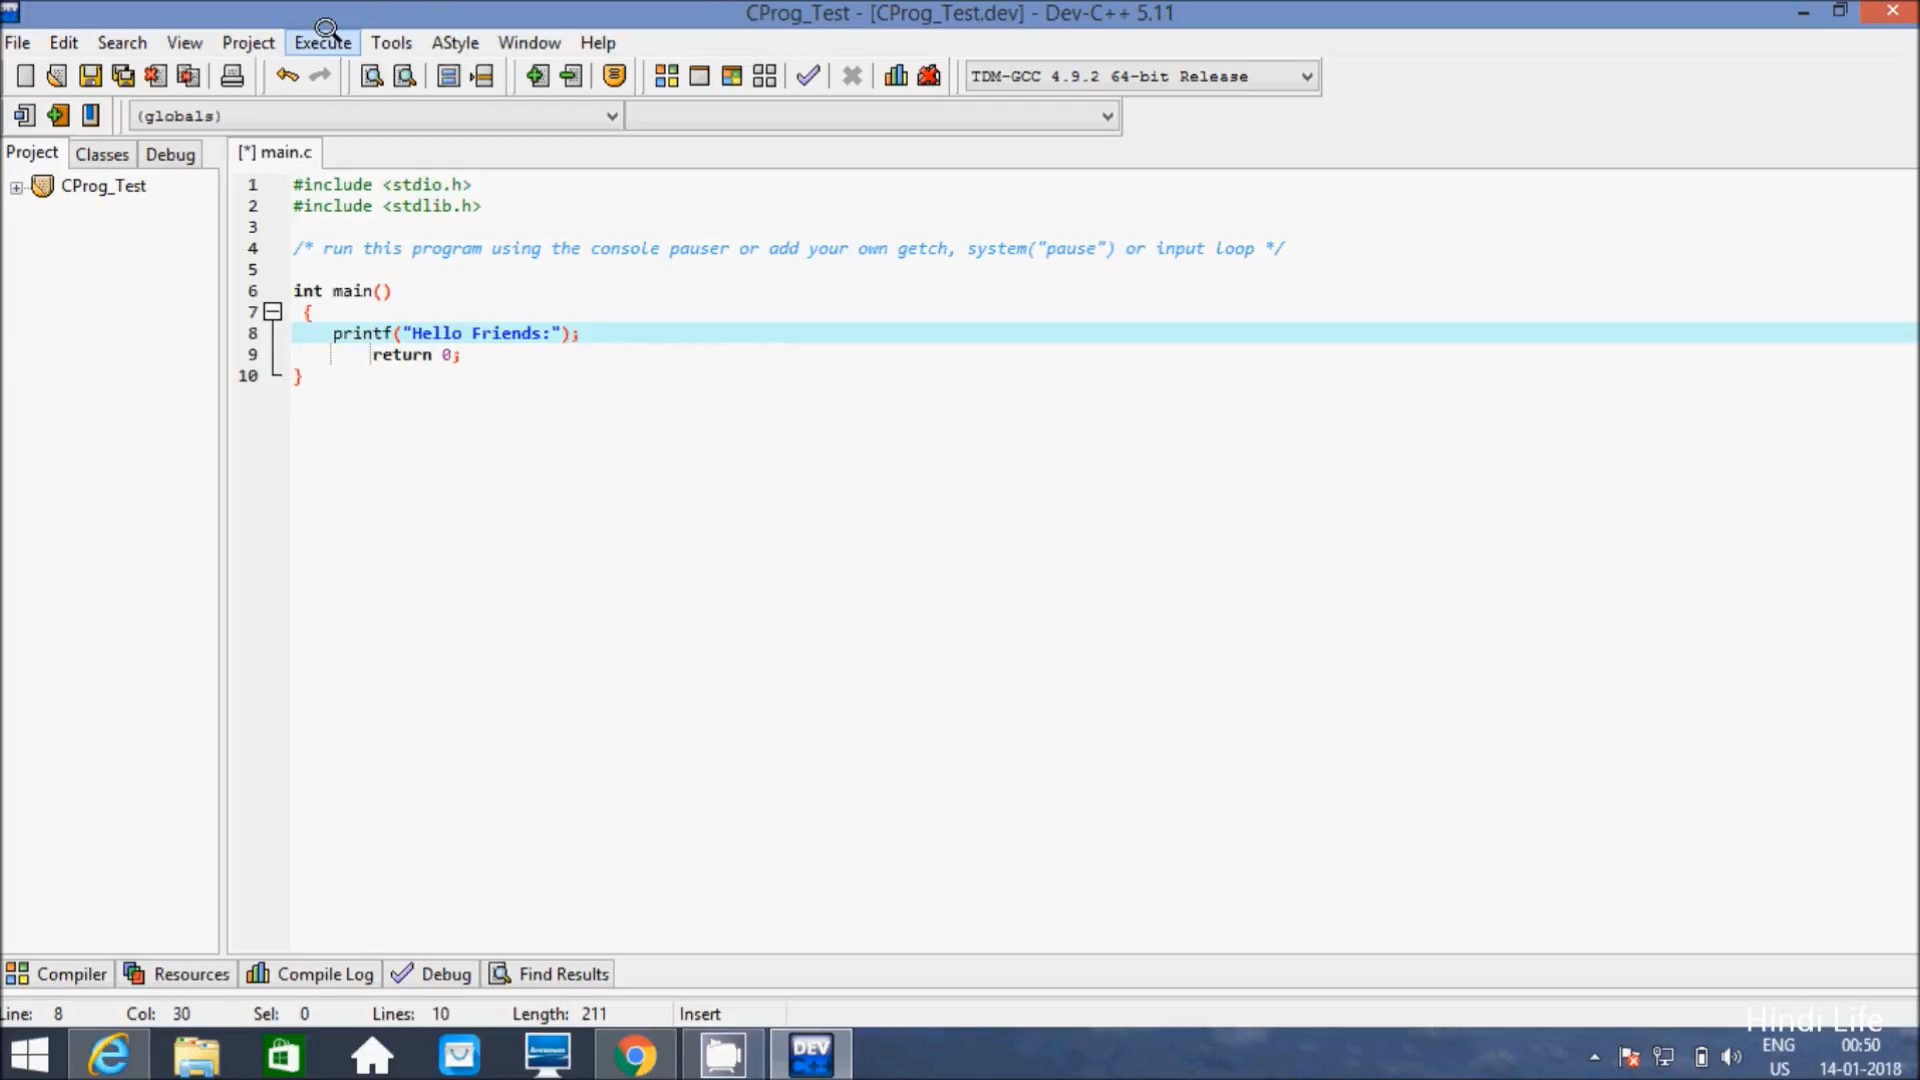 CProg_Test - [CProg_Test.dev] - Dev-C++ 5.11
File Edit Search View Project Execute Tools AStyle Window Help
TDM-GCC 4.9.2 64-bit Release
(globals)
Project Classes Debug [*] main.c
CProg_Test
1 #include <stdio.h>
2 #include <stdlib.h>
3
4 /* run this program using the console pauser or add your own getch, system("pause") or input loop */
5
6 int main()
7 {
8 printf("Hello Friends:");
9 return 0;
10 }
Compiler Resources Compile Log Debug Find Results
Line: 8 Col: 30 Sel: 0 Lines: 10 Length: 211 Insert
Hindi Life
DEV C++
ENG 00:50
US 14-01-2018